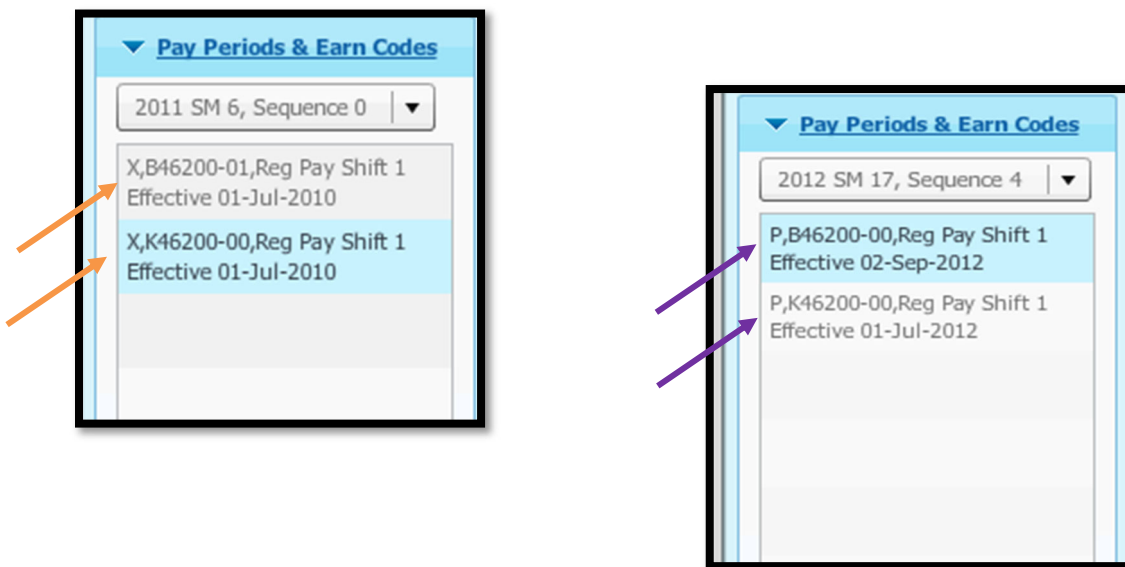 Pay Periods & Earn Codes
2011 SM 6, Sequence 0
X,B46200-01,Reg Pay Shift 1
Effective 01-Jul-2010
X,K46200-00,Reg Pay Shift 1
Effective 01-Jul-2010
Pay Periods & Earn Codes
2012 SM 17, Sequence 4
P,B46200-00,Reg Pay Shift 1
Effective 02-Sep-2012
P,K46200-00,Reg Pay Shift 1
Effective 01-Jul-2012